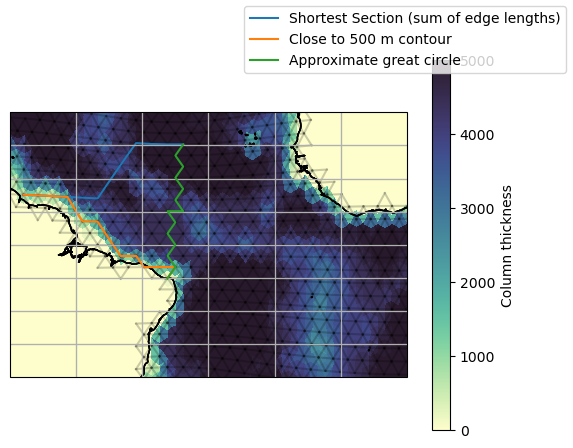 Shortest Section (sum of edge lengths)
Close to 500 m contour
Approximate great circle
5000
4000
3000
2000
1000
0
Column thickness